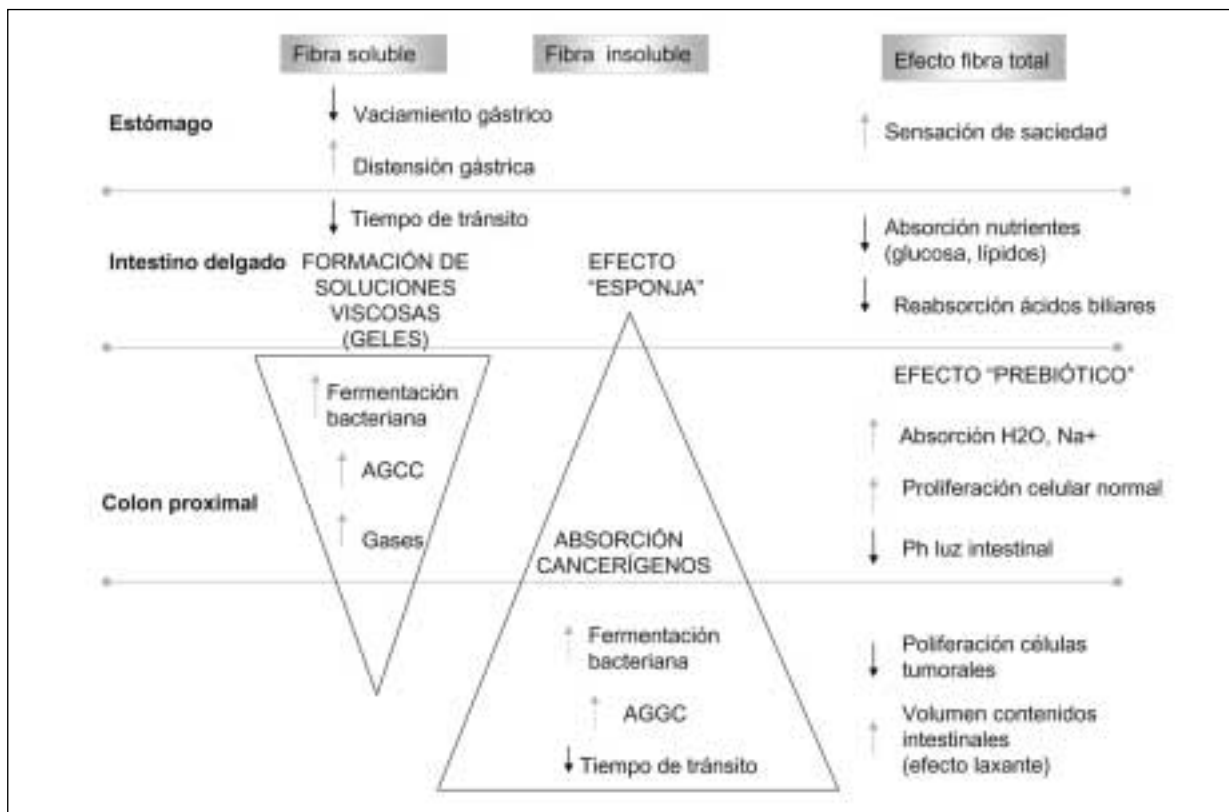 Fibra soluble
Fibra insoluble
Efecto fibra total
Estómago
Vaciamiento gástrico
Distensión gástrica
Sensación de saciedad
Intestino delgado
Tiempo de tránsito
FORMACIÓN DE
SOLUCIONES
VISCOSAS
(GELES)
EFECTO
“ESPONJA”
Absorción nutrientes
(glucosa, lípidos)
Reabsorción ácidos biliares
Colon proximal
Fermentación
bacteriana
AGCC
Gases
ABSORCIÓN
CANCERÍGENOS
EFECTO “PREBIÓTICO”
Absorción H2O, Na+
Proliferación celular normal
Ph luz intestinal
Fermentación
bacteriana
AGGC
Tiempo de tránsito
Poliferación células
tumorales
Volumen contenidos
intestinales
(efecto laxante)